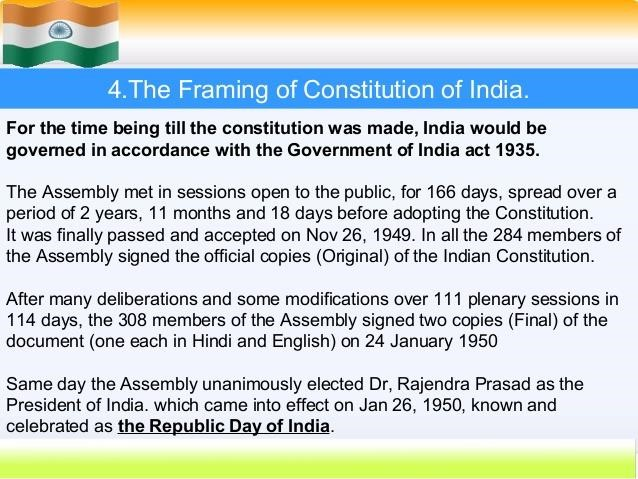 4.The Framing of Constitution of India.
For the time being till the constitution was made, India would be
governed in accordance with the Government of India act 1935.
The Assembly met in sessions open to the public, for 166 days, spread over a
period of 2 years, 11 months and 18 days before adopting the Constitution.
It was finally passed and accepted on Nov 26, 1949. In all the 284 members of
the Assembly signed the official copies (Original) of the Indian Constitution.
After many deliberations and some modifications over 111 plenary sessions in
114 days, the 308 members of the Assembly signed two copies (Final) of the
document (one each in Hindi and English) on 24 January 1950
Same day the Assembly unanimously elected Dr, Rajendra Prasad as the
President of India. which came into effect on Jan 26, 1950, known and
celebrated as the Republic Day of India.